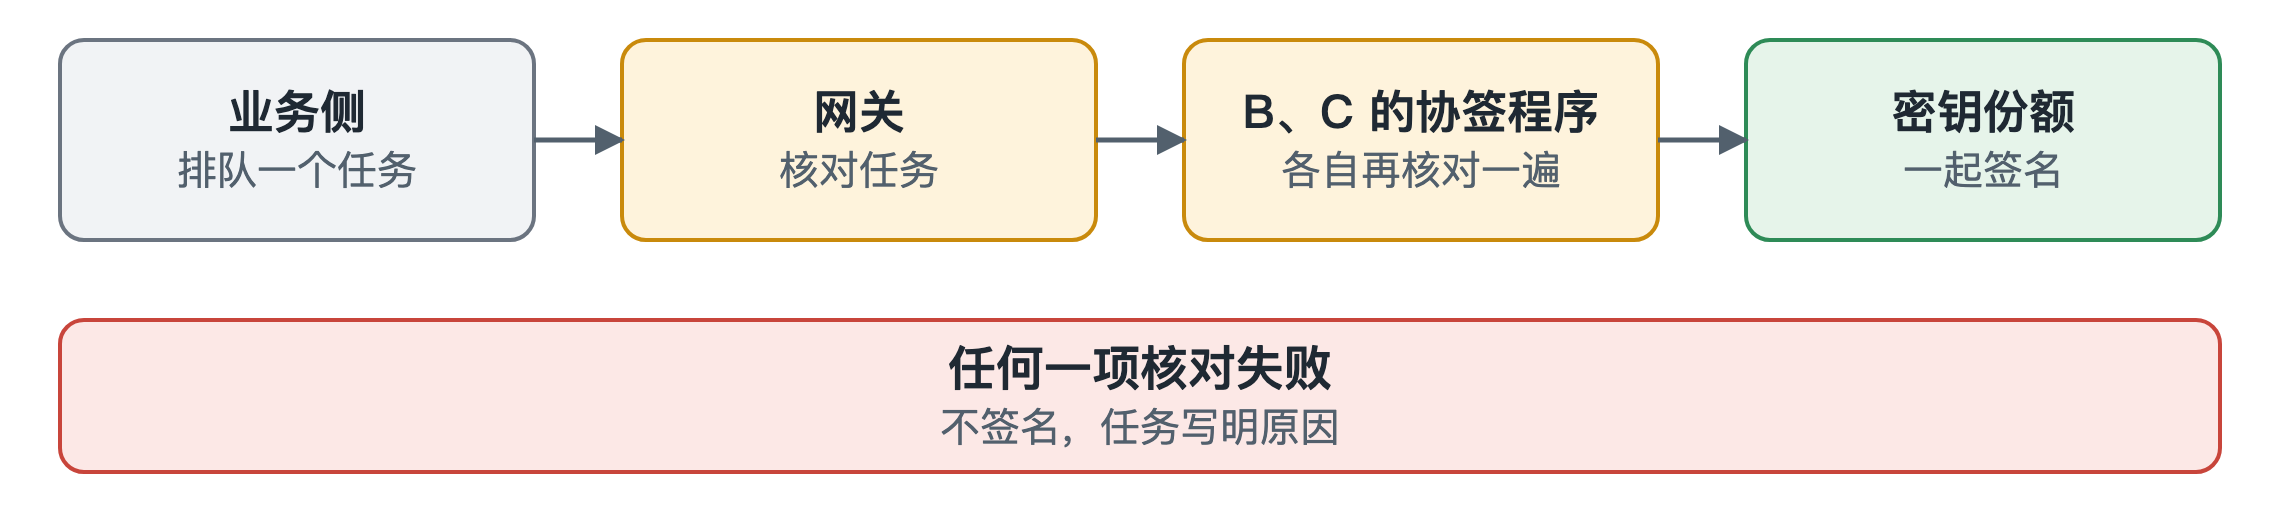 业务侧
排队一个任务
网关
核对任务
B、C 的协签程序
各自再核对一遍
密钥份额
一起签名
任何一项核对失败
不签名，任务写明原因